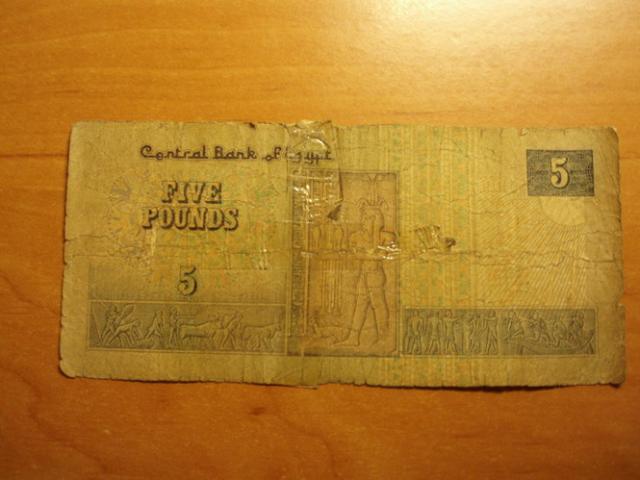 Central Bank of Egypt
5
FIVE
POUNDS
5